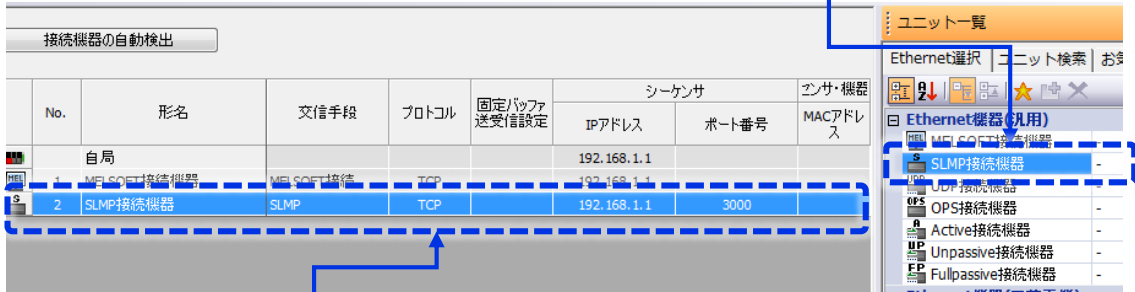 ユニット一覧
接続機器の自動検出
Ethernet選択 ユニット検索 お気
No. 形名 交信手段 プロトコル 固定バッファ送受信設定 シーケンサ センサ・機器
IPアドレス ポート番号 MACアドレス
Ethernet機器(汎用)
自局 192.168.1.1
MELSOFT接続機器
1 MELSOFT接続機器 MELSOFT接続 TCP 192.168.1.1
SLMP接続機器 -
2 SLMP接続機器 SLMP TCP 192.168.1.1 3000
UDP接続機器 -
OPS接続機器 -
Active接続機器 -
Unpassive接続機器 -
Fullpassive接続機器 -